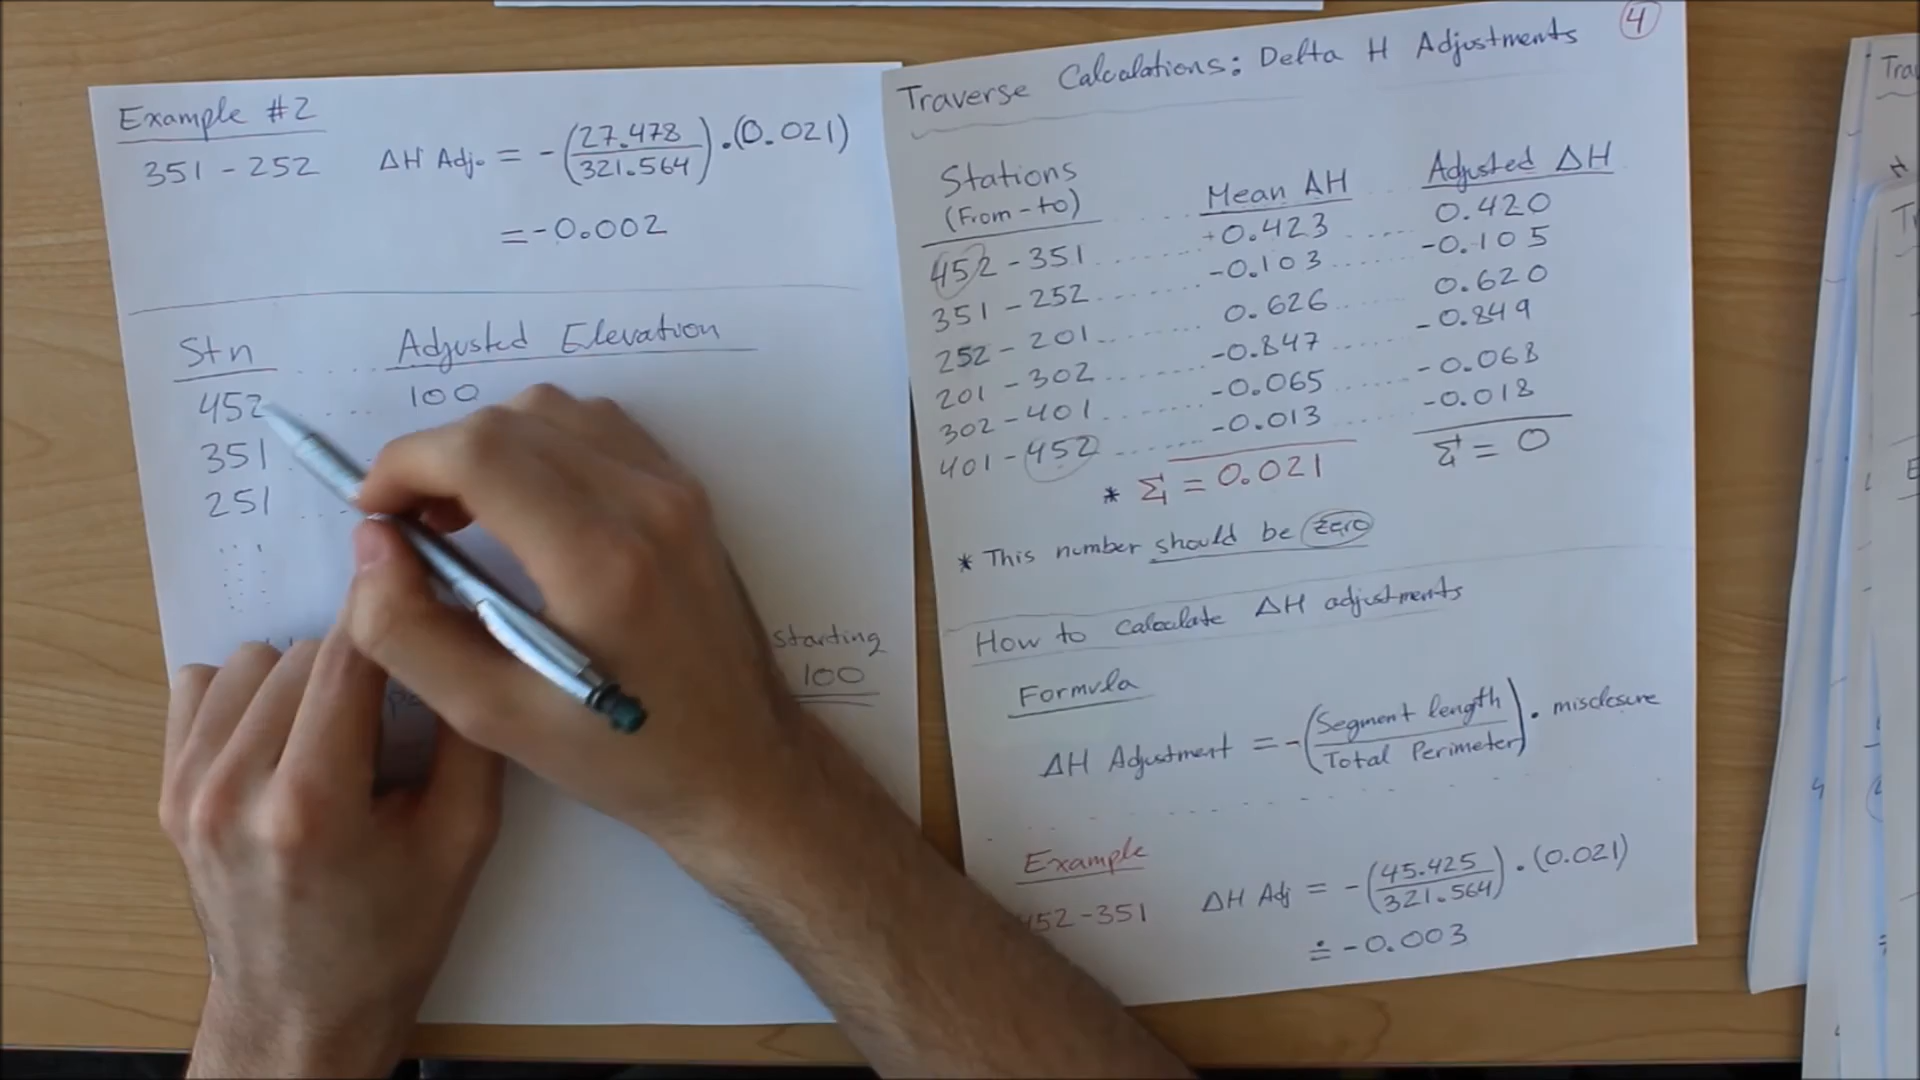 Example #2
351 - 252 ΔH Adj. = -(27.478/321.564).(0.021)
= -0.002
Stn Adjusted Elevation
452 100
351
251
starting
100
4
Traverse Calculations: Delta H Adjustments
Stations Mean ΔH Adjusted ΔH
(From-to)
452 - 351 +0.423 0.420
351 - 252 -0.103 -0.105
252 - 201 0.626 0.620
201 - 302 -0.847 -0.849
302 - 401 -0.065 -0.068
401 - 452 -0.013 -0.018
* Σ = 0.021 Σ = 0
* This number should be zero
How to calculate ΔH adjustments
Formula
ΔH Adjustment = -(Segment length/Total Perimeter). misclosure
Example
452 - 351 ΔH Adj = -(45.425/321.564).(0.021)
≐ -0.003